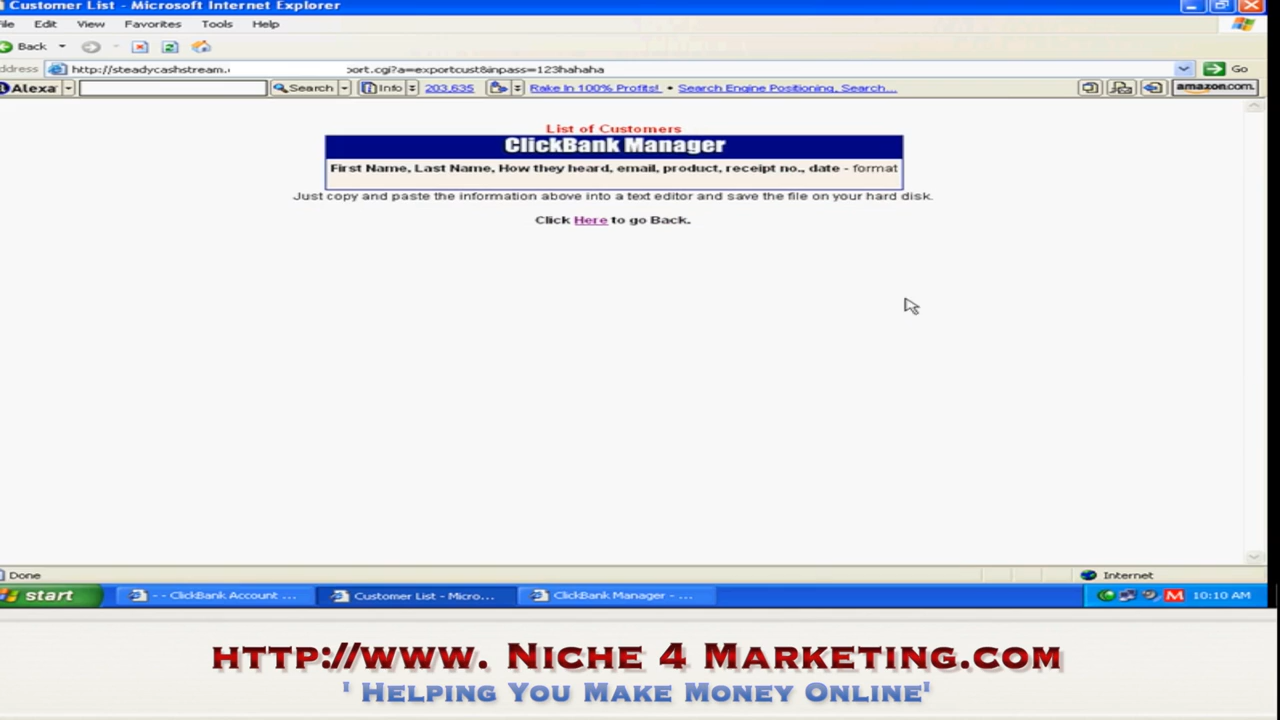 Customer List - Microsoft Internet Explorer
File Edit View Favorites Tools Help
Back
Address http://steadycashstream. port.cgi?a=exportcust&inpass=123hahaha Go
Alexa Search Info 203,635 Rake In 100% Profits! • Search Engine Positioning, Search... amazon.com.
List of Customers
ClickBank Manager
First Name, Last Name, How they heard, email, product, receipt no., date - format
Just copy and paste the information above into a text editor and save the file on your hard disk.
Click Here to go Back.
Done Internet
start - - ClickBank Account ... Customer List - Micro... ClickBank Manager - ... 10:10 AM
http://www. Niche 4 Marketing.com
' Helping You Make Money Online'